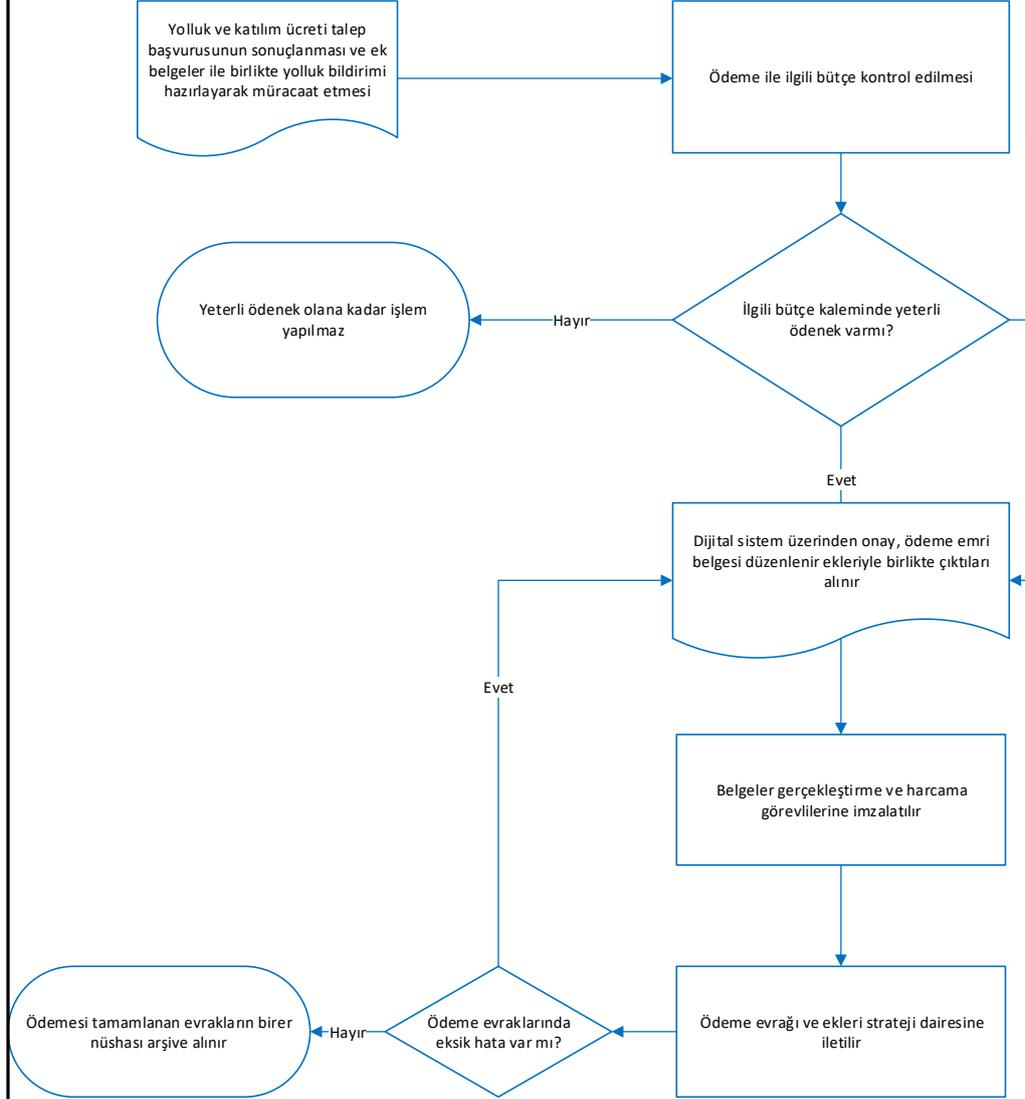 Yolluk ve katılım ücreti talep
başvurusunun sonuçlanması ve ek
belgeler ile birlikte yolluk bildirimi
hazırlayarak müracaat etmesi
Ödeme ile ilgili bütçe kontrol edilmesi
İlgili bütçe kaleminde yeterli
ödenek varmı?
Hayır
Yeterli ödenek olana kadar işlem
yapılmaz
Evet
Dijital sistem üzerinden onay, ödeme emri
belgesi düzenlenir ekleriyle birlikte çıktıları
alınır
Evet
Belgeler gerçekleştirme ve harcama
görevlilerine imzalatılır
Ödeme evrağı ve ekleri strateji dairesine
iletilir
Ödeme evraklarında
eksik hata var mı?
Hayır
Ödemesi tamamlanan evrakların birer
nüshası arşive alınır